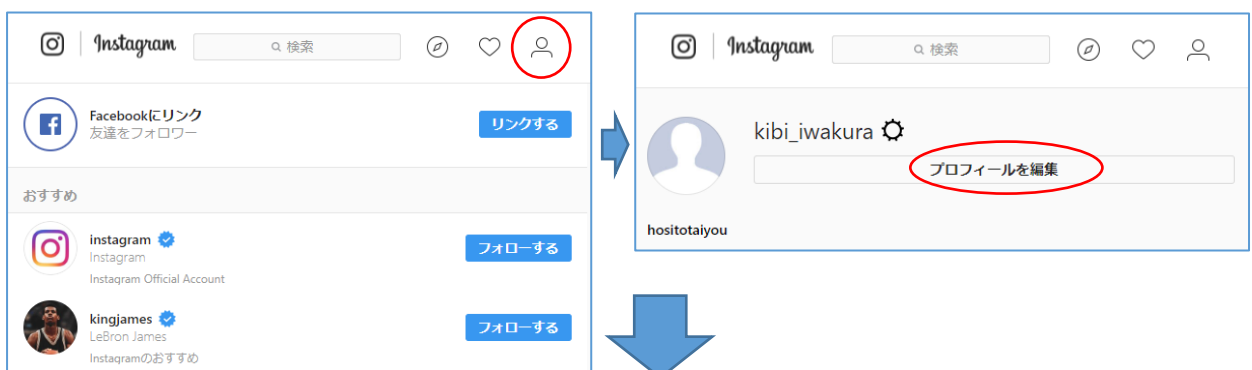 Instagram
検索
Facebookにリンク
友達をフォロワー
リンクする
おすすめ
instagram
Instagram
Instagram Official Account
フォローする
kingjames
LeBron James
Instagramのおすすめ
フォローする
Instagram
検索
kibi_iwakura
プロフィールを編集
hositotaiyou